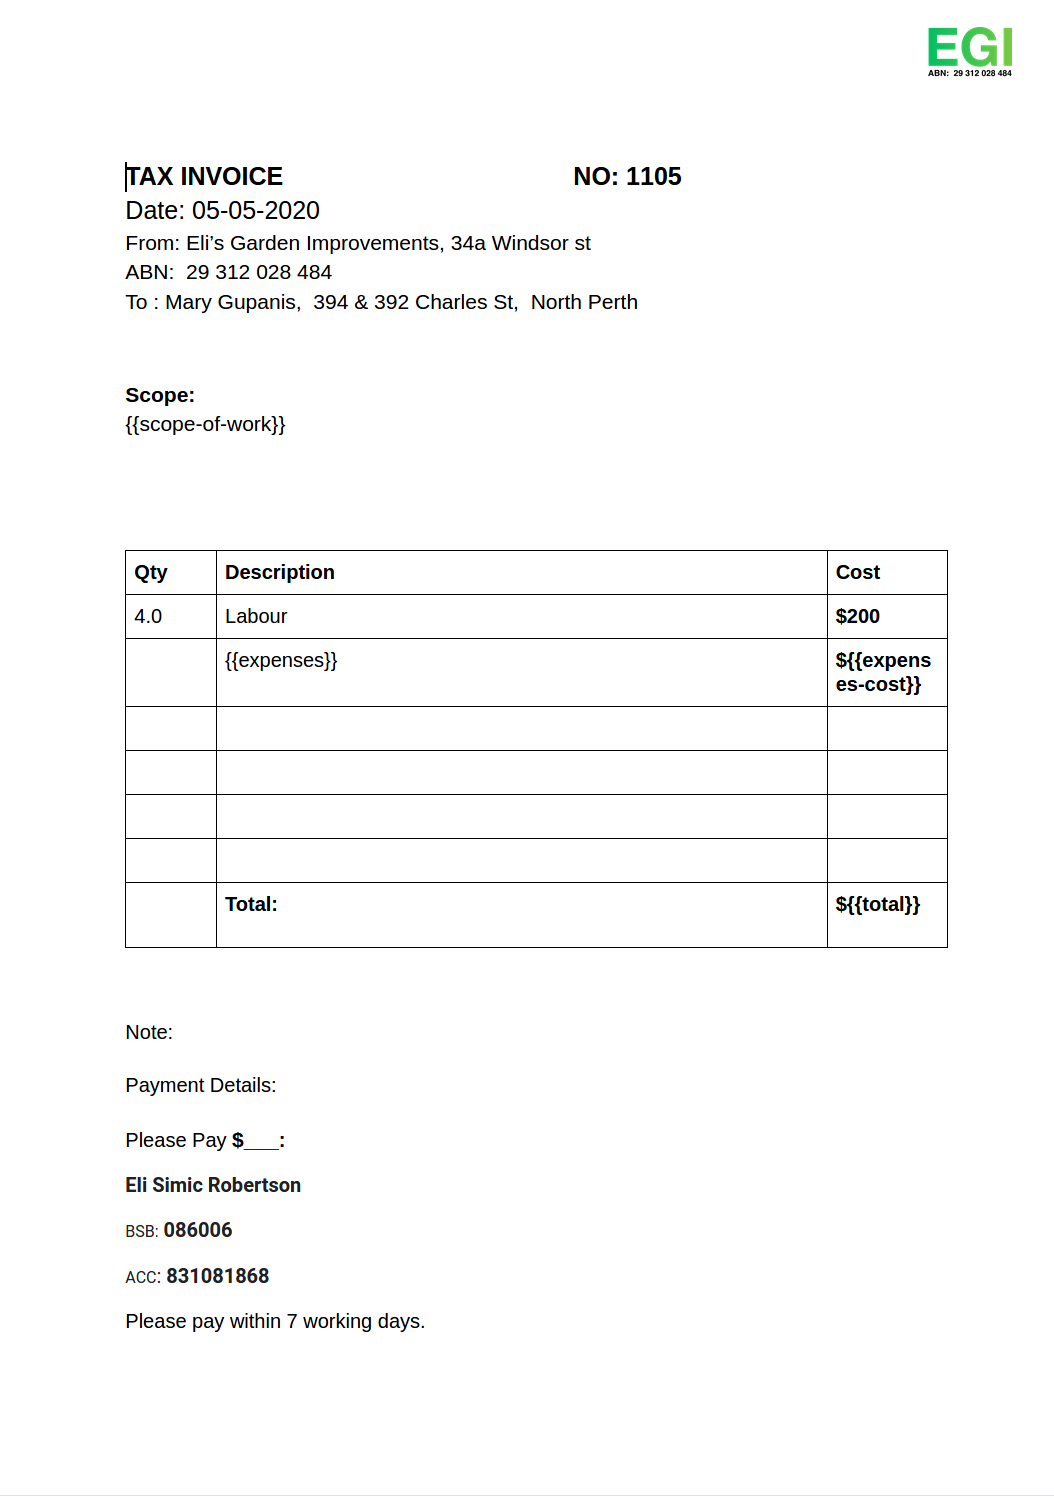 EGI
ABN: 29 312 028 484
TAX INVOICE NO: 1105
Date: 05-05-2020
From: Eli’s Garden Improvements, 34a Windsor st
ABN: 29 312 028 484
To : Mary Gupanis, 394 & 392 Charles St, North Perth
Scope:
{{scope-of-work}}
Qty Description Cost
4.0 Labour $200
{{expenses}} ${{expens
es-cost}}
Total: ${{total}}
Note:
Payment Details:
Please Pay $___:
Eli Simic Robertson
BSB: 086006
ACC: 831081868
Please pay within 7 working days.